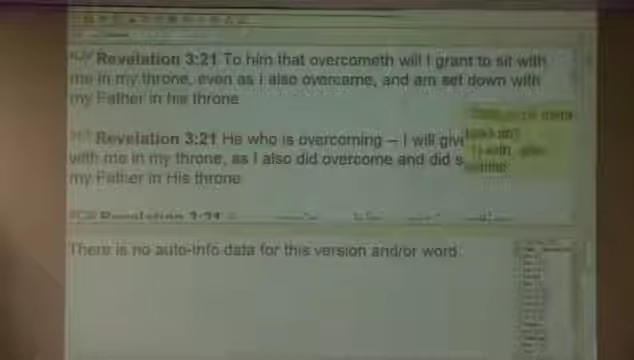 Revelation 3:21 To him that overcometh will I grant to sit with
me in my throne, even as I also overcame, and am set down with
my Father in his throne
Revelation 3:21 He who is overcoming -- I will give
with me in my throne, as I also did overcome and did s
my Father in His throne
Revelation 3:21
There is no auto-info data for this version and/or word